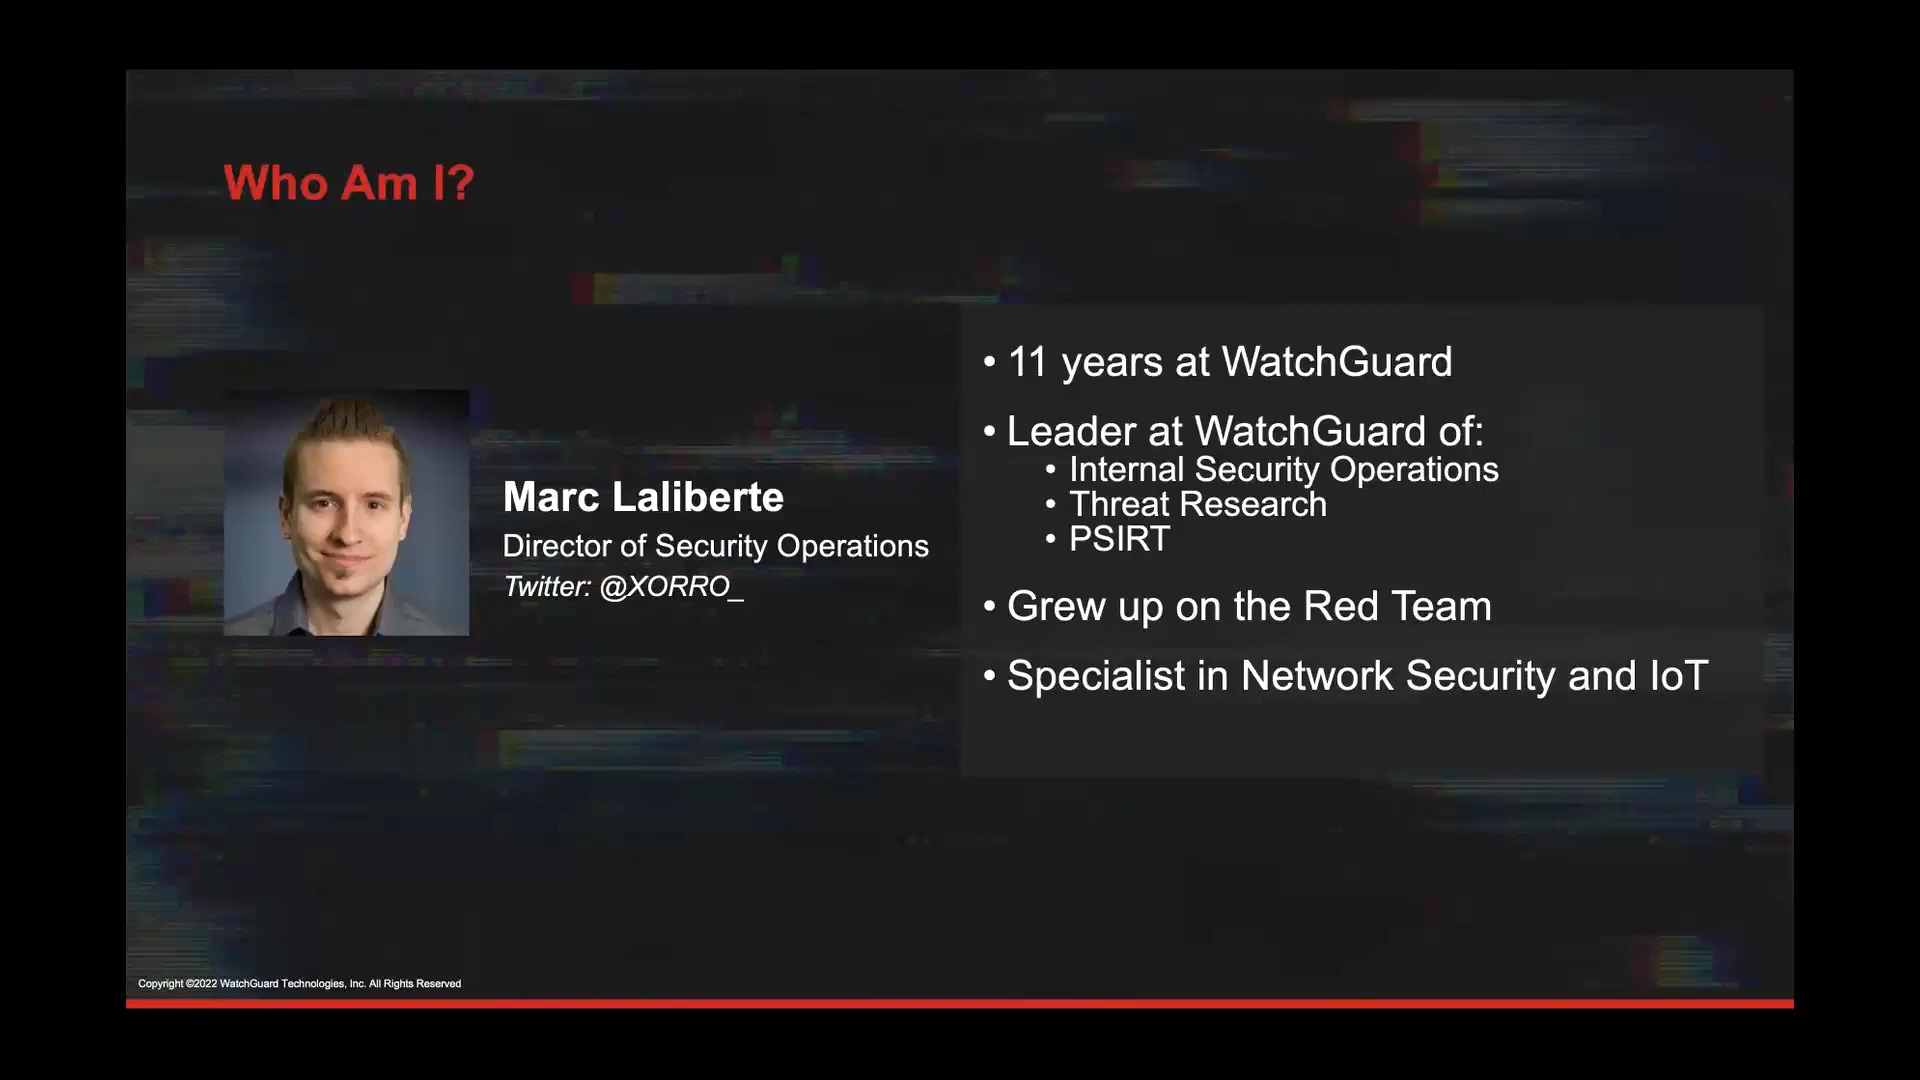 Who Am I?
Marc Laliberte
Director of Security Operations
Twitter: @XORRO_
• 11 years at WatchGuard
• Leader at WatchGuard of:
• Internal Security Operations
• Threat Research
• PSIRT
• Grew up on the Red Team
• Specialist in Network Security and IoT
Copyright ©2022 WatchGuard Technologies, Inc. All Rights Reserved